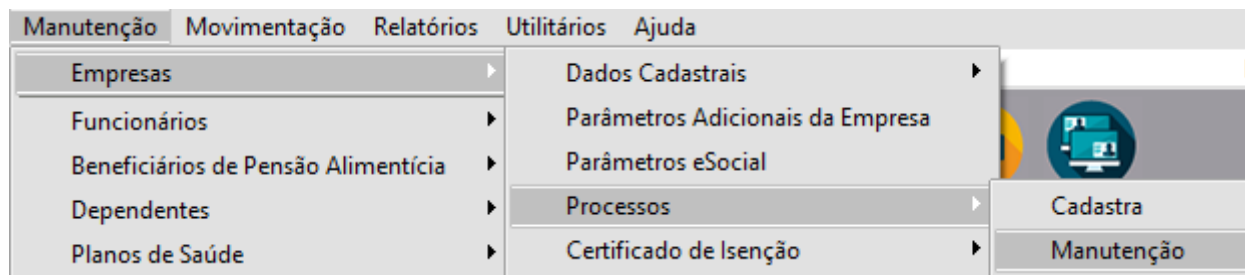 Manutenção Movimentação Relatórios Utilitários Ajuda
Empresas
Funcionários
Beneficiários de Pensão Alimentícia
Dependentes
Planos de Saúde
Dados Cadastrais
Parâmetros Adicionais da Empresa
Parâmetros eSocial
Processos
Certificado de Isenção
Cadastra
Manutenção